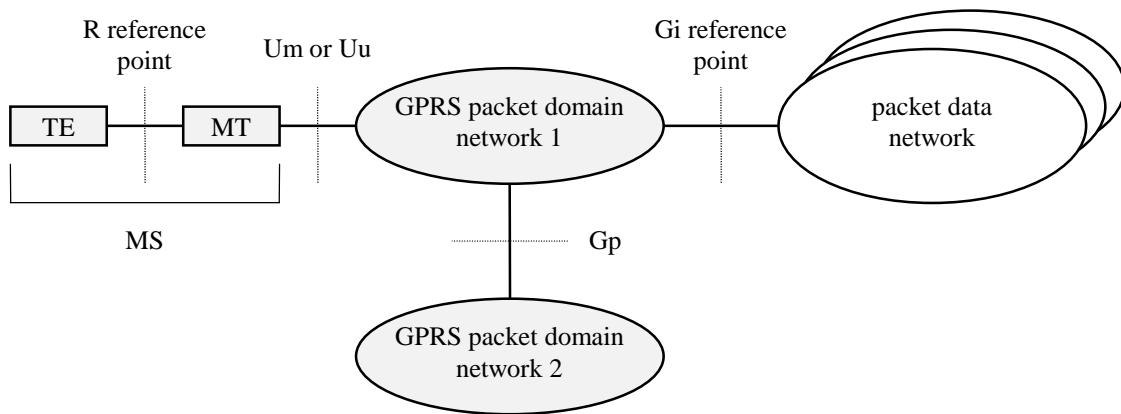 R reference
point
Um or Uu
Gi reference
point
TE
MT
GPRS packet domain
network 1
packet data
network
MS
Gp
GPRS packet domain
network 2